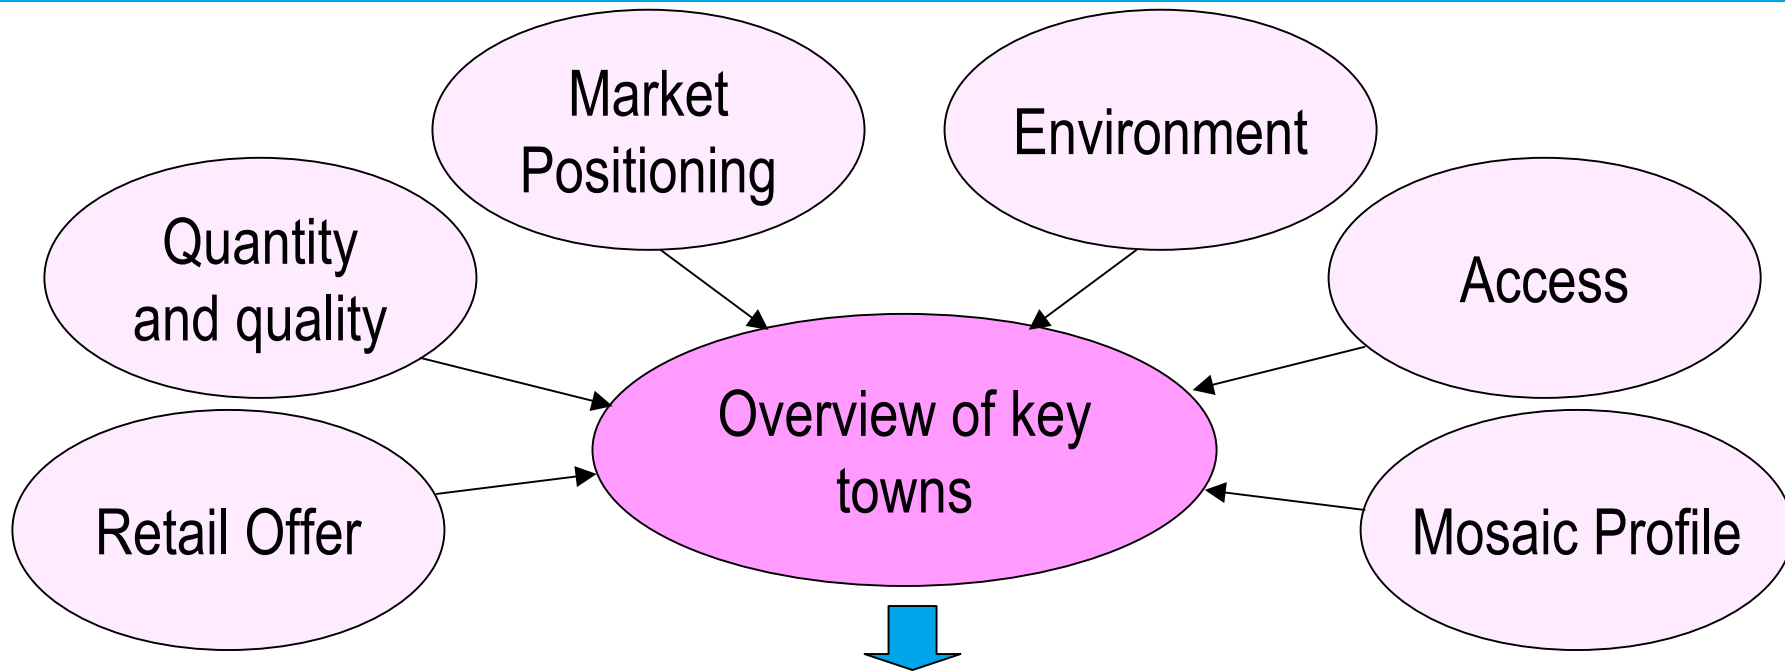 Market
Positioning
Environment
Quantity
and quality
Access
Overview of key
towns
Retail Offer
Mosaic Profile